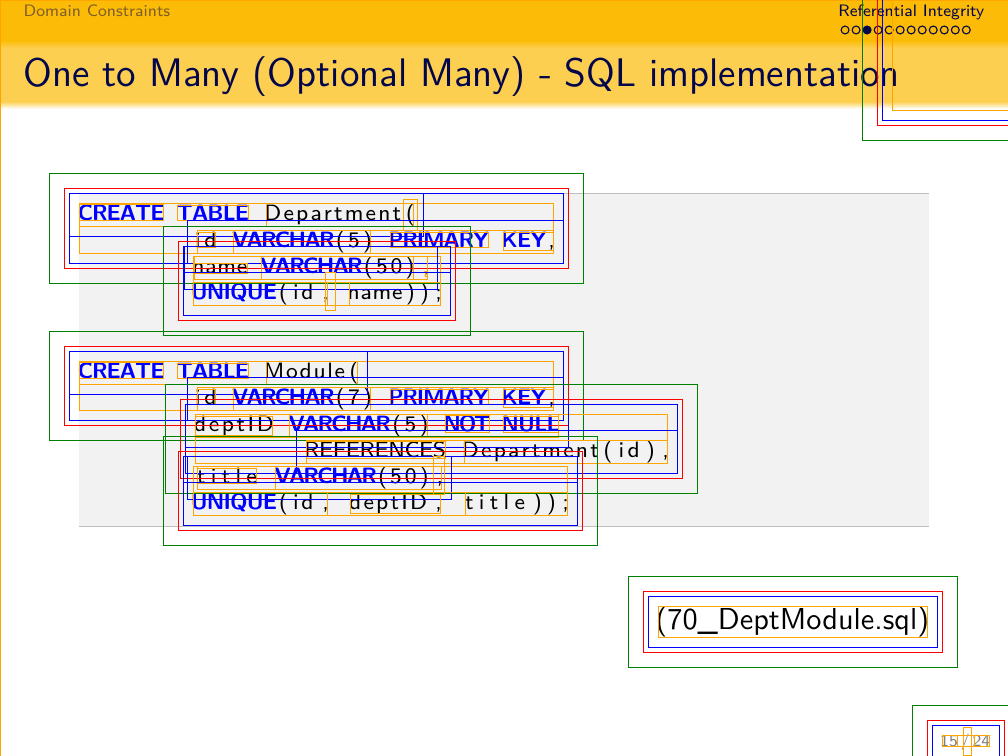 Domain Constraints
Referential Integrity
One to Many (Optional Many) - SQL implementation
CREATE TABLE Department(
id VARCHAR(5) PRIMARY KEY,
name VARCHAR(50),
UNIQUE(id, name));
CREATE TABLE Module(
id VARCHAR(7) PRIMARY KEY,
deptID VARCHAR(5) NOT NULL
REFERENCES Department(id),
title VARCHAR(50),
UNIQUE(id, deptID, title));
(70_DeptModule.sql)
15 / 24